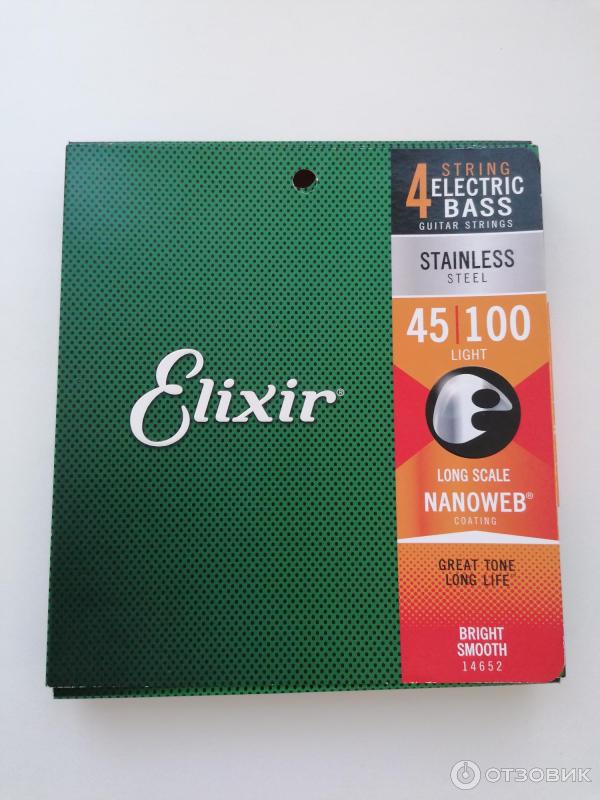 4 STRING
ELECTRIC
BASS
GUITAR STRINGS
STAINLESS
STEEL
45|100
LIGHT
Elixir®
LONG SCALE
NANOWEB®
COATING
GREAT TONE
LONG LIFE
BRIGHT
SMOOTH
14652
ОТЗОВИК